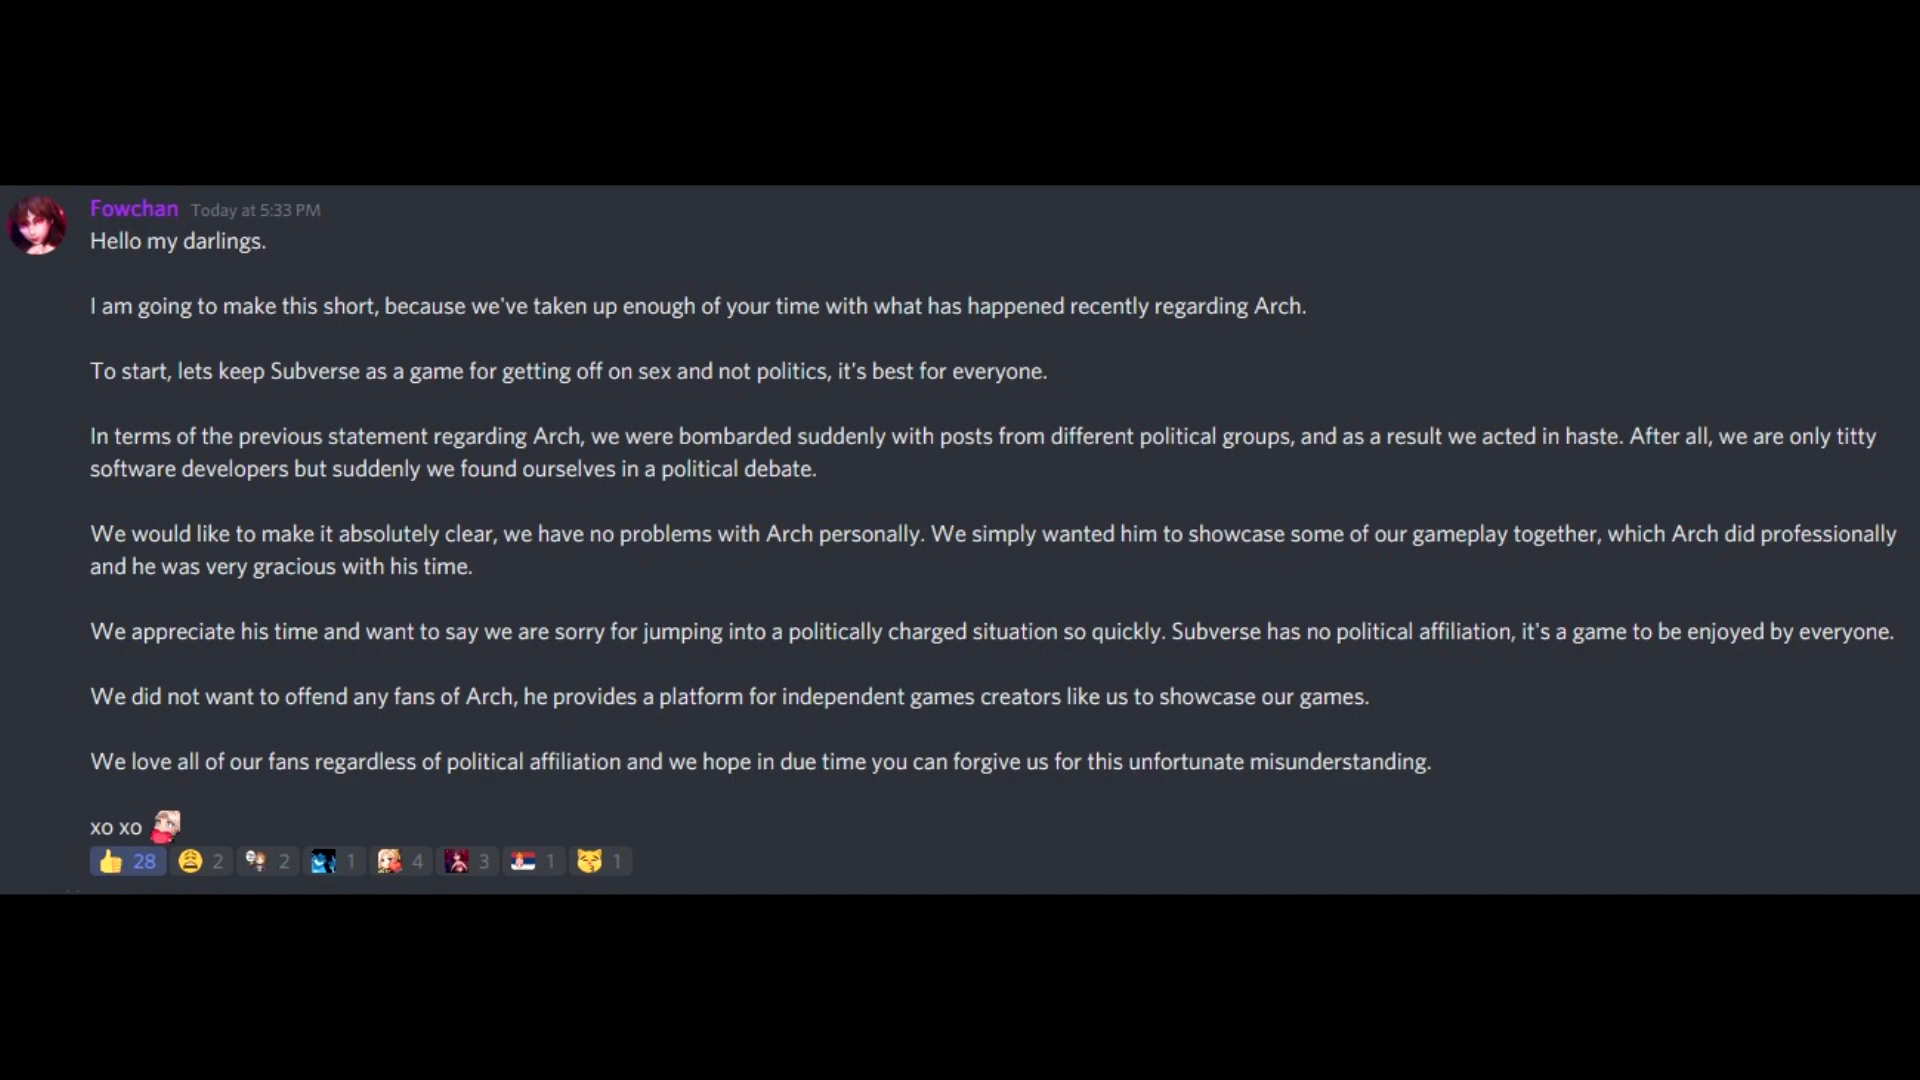 Fowchan Today at 5:33 PM
Hello my darlings.
I am going to make this short, because we've taken up enough of your time with what has happened recently regarding Arch.
To start, lets keep Subverse as a game for getting off on sex and not politics, it's best for everyone.
In terms of the previous statement regarding Arch, we were bombarded suddenly with posts from different political groups, and as a result we acted in haste. After all, we are only titty
software developers but suddenly we found ourselves in a political debate.
We would like to make it absolutely clear, we have no problems with Arch personally. We simply wanted him to showcase some of our gameplay together, which Arch did professionally
and he was very gracious with his time.
We appreciate his time and want to say we are sorry for jumping into a politically charged situation so quickly. Subverse has no political affiliation, it's a game to be enjoyed by everyone.
We did not want to offend any fans of Arch, he provides a platform for independent games creators like us to showcase our games.
We love all of our fans regardless of political affiliation and we hope in due time you can forgive us for this unfortunate misunderstanding.
xo xo
28 2 2 1 4 3 1 1